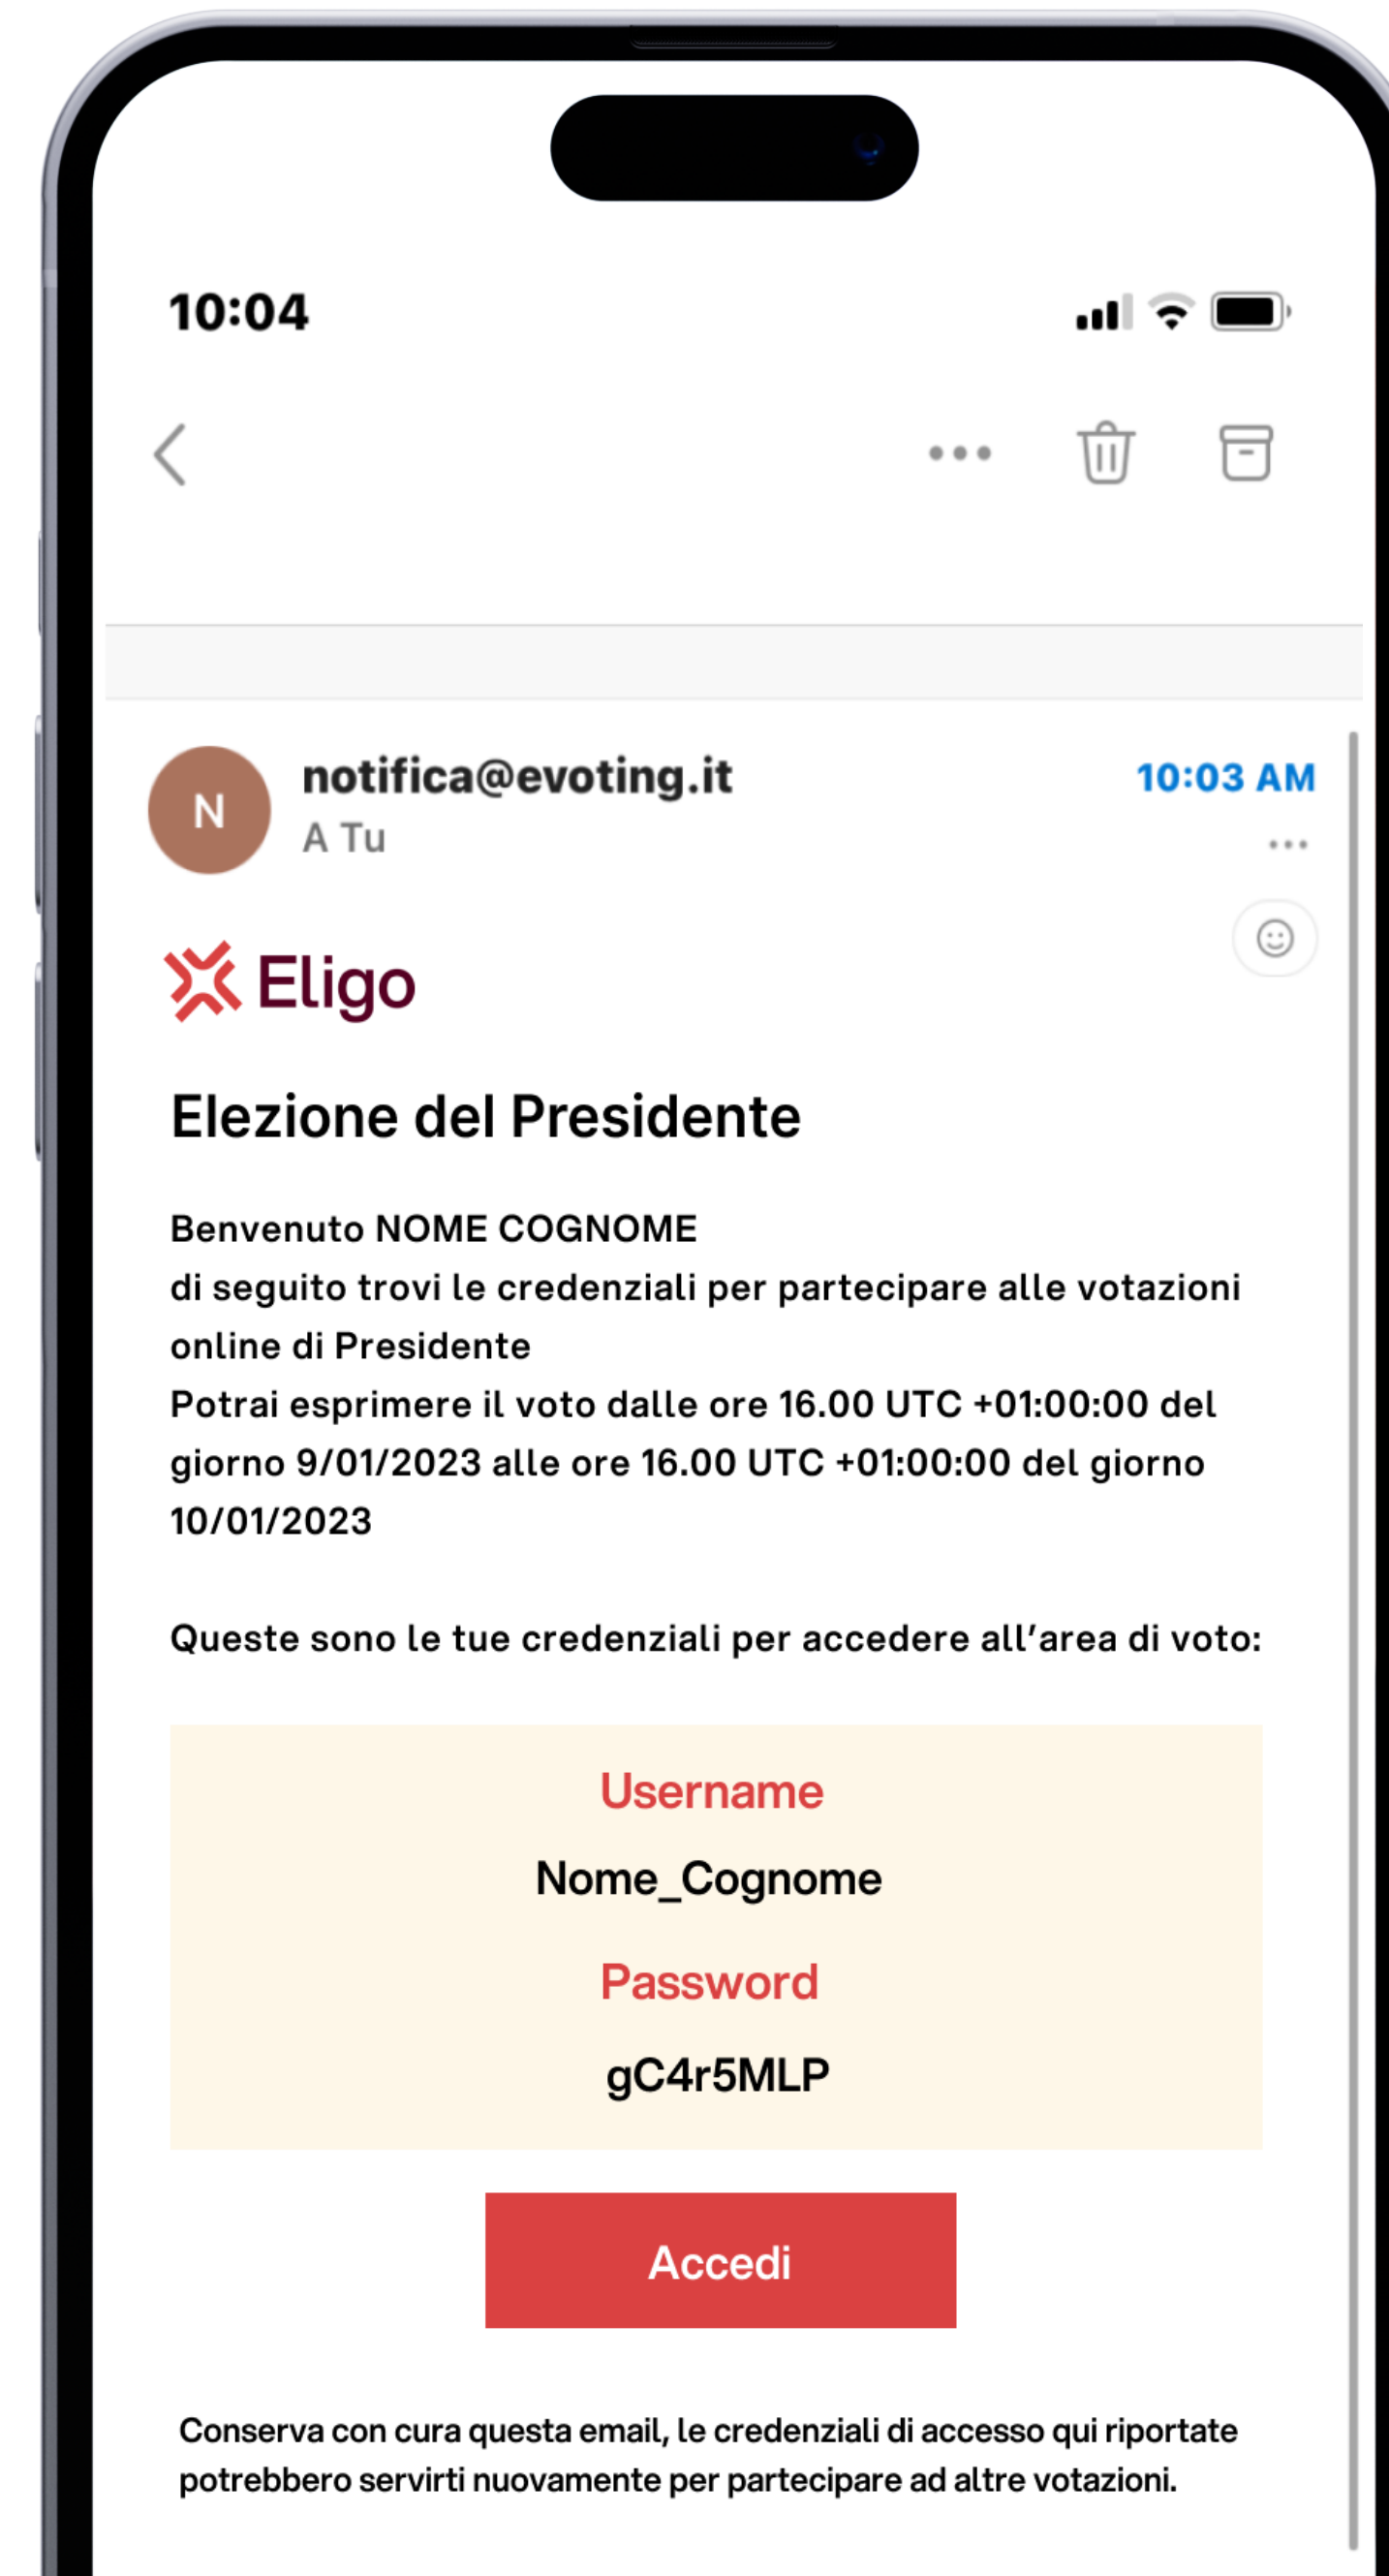 10:04
notifica@evoting.it
10:03 AM
N
A Tu
Eligo
Elezione del Presidente
Benvenuto NOME COGNOME
di seguito trovi le credenziali per partecipare alle votazioni
online di Presidente
Potrai esprimere il voto dalle ore 16.00 UTC +01:00:00 del
giorno 9/01/2023 alle ore 16.00 UTC +01:00:00 del giorno
10/01/2023
Queste sono le tue credenziali per accedere all’area di voto:
Username
Nome_Cognome
Password
gC4r5MLP
Accedi
Conserva con cura questa email, le credenziali di accesso qui riportate
potrebbero servirti nuovamente per partecipare ad altre votazioni.